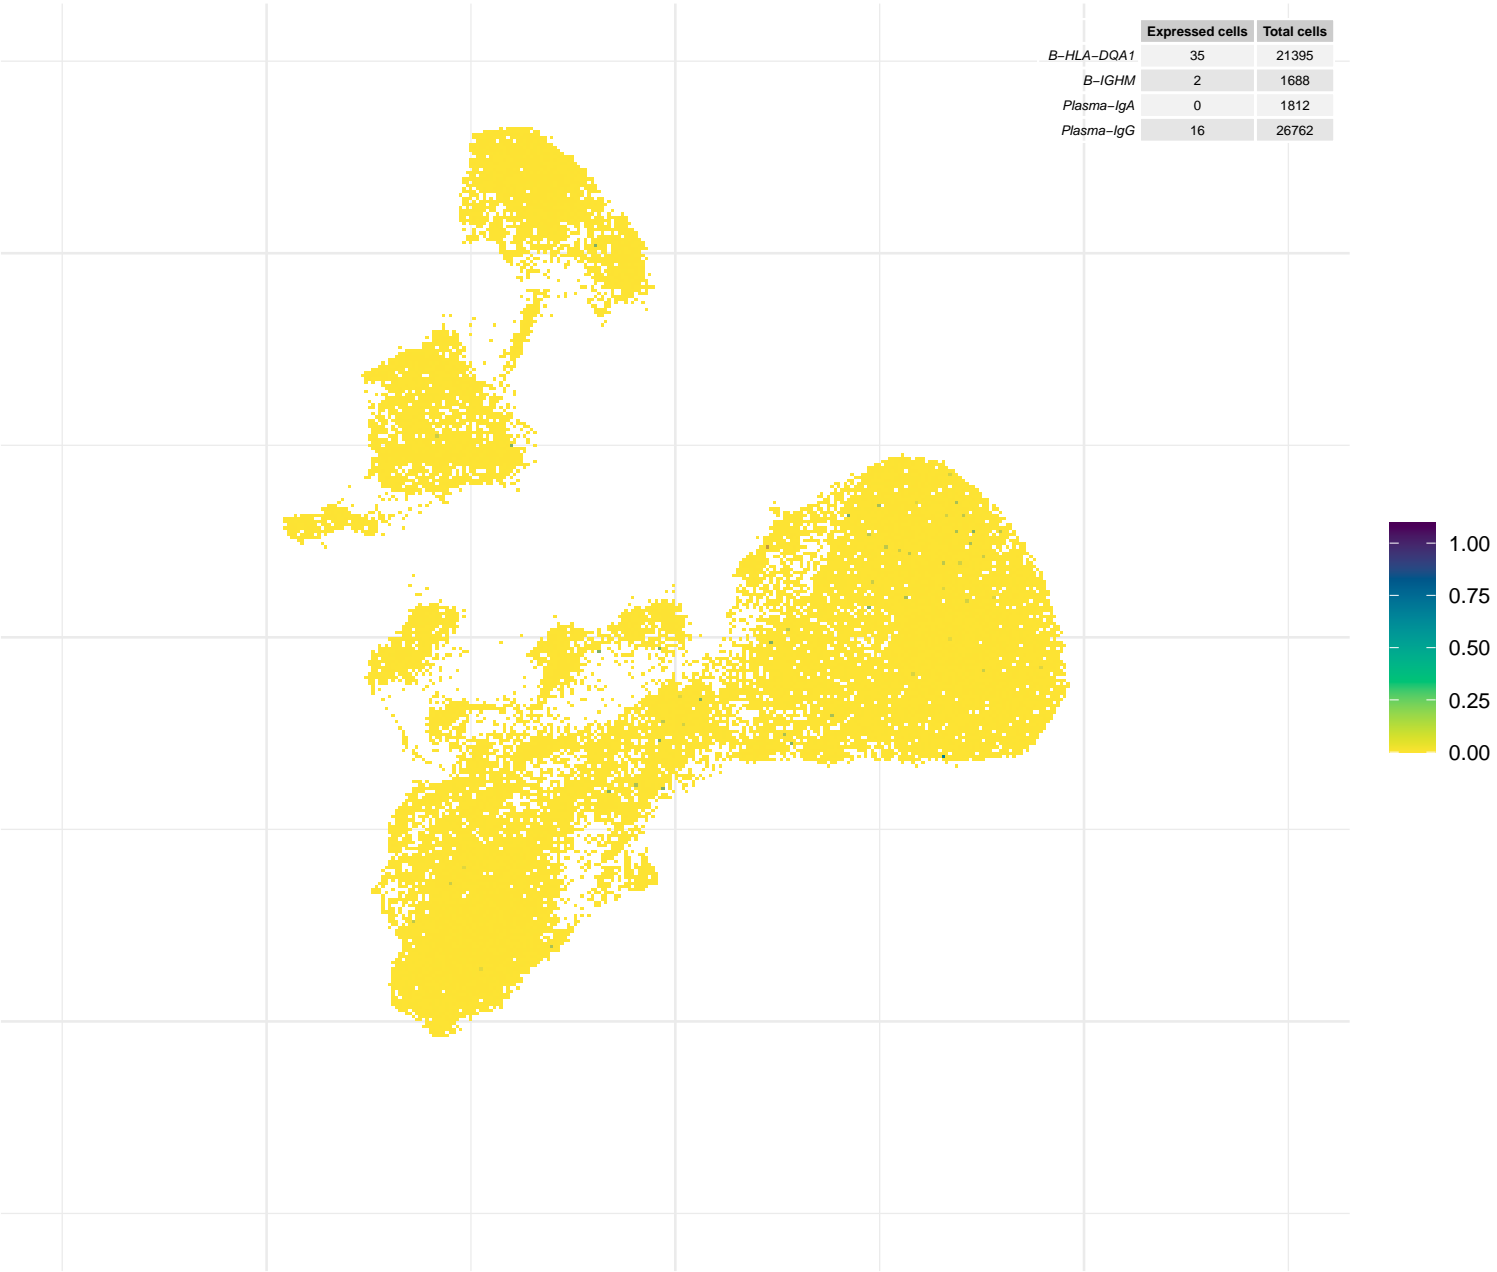 Expressed cells Total cells
B−HLA−DQA1 35 21395
B−IGHM 2 1688
Plasma−IgA 0 1812
Plasma−IgG 16 26762
1.00
0.75
0.50
0.25
0.00